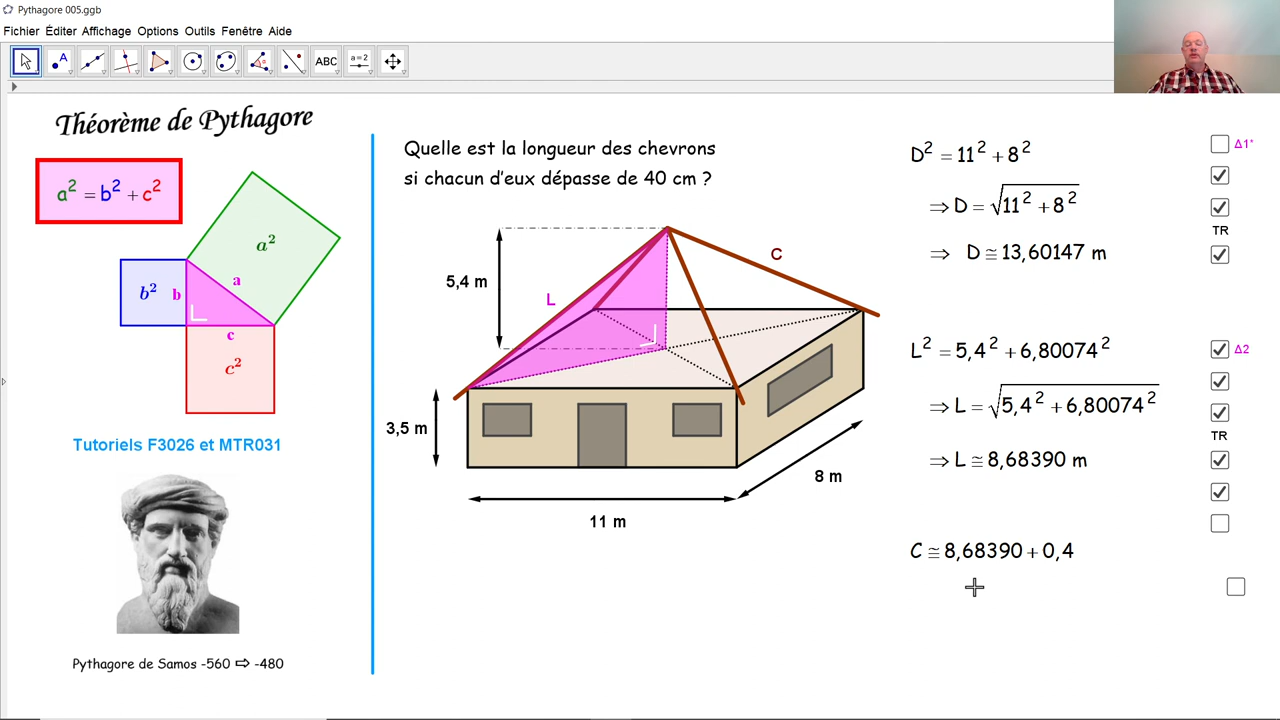 Pythagore 005.ggb
Fichier Éditer Affichage Options Outils Fenêtre Aide
A
ABC
a=2
Théorème de Pythagore
a² = b² + c²
a²
b²
b
a
c
c²
Tutoriels F3026 et MTR031
Pythagore de Samos -560 ⇨ -480
Quelle est la longueur des chevrons
si chacun d'eux dépasse de 40 cm ?
5,4 m
L
C
3,5 m
8 m
11 m
D² = 11² + 8²
⇒ D = √(11² + 8²)
⇒ D ≅ 13,60147 m
L² = 5,4² + 6,80074²
⇒ L = √(5,4² + 6,80074²)
⇒ L ≅ 8,68390 m
C ≅ 8,68390 + 0,4
Δ1*
TR
Δ2
TR